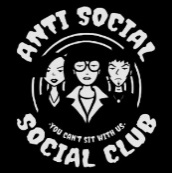 ANTI SOCIAL
·YOU CAN'T SIT WITH US·
SOCIAL CLUB